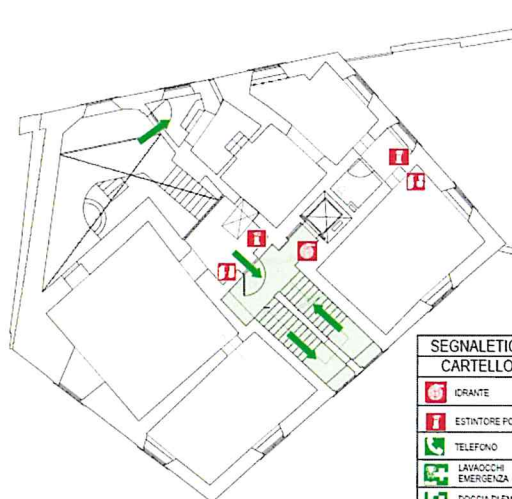 SEGNALETIC
CARTELLO
IDRANTE
ESTINTORE PO
TELEFONO
LAVAOCCHI
EMERGENZA